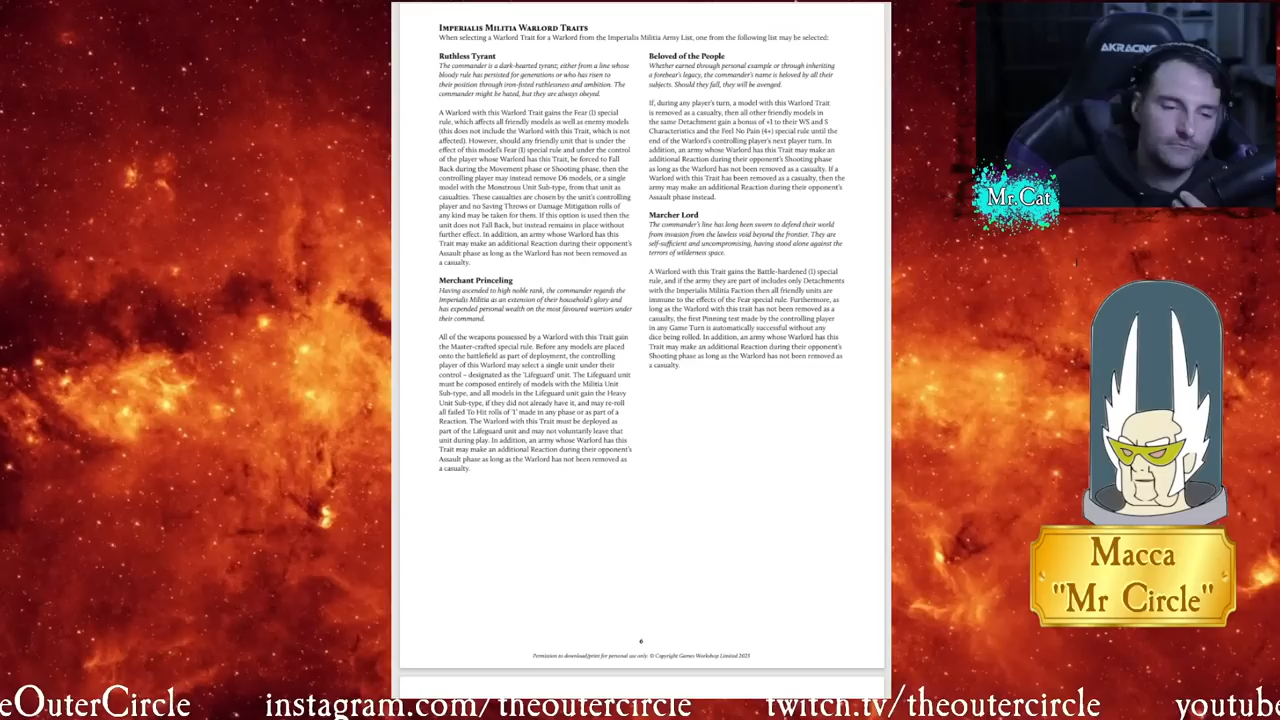 IMPERIALIS MILITIA WARLORD TRAITS
When selecting a Warlord Trait for a Warlord from the Imperialis Militia Army List, one from the following list may be selected:
Ruthless Tyrant
The commander is a dark-hearted tyrant; either from a line whose
bloody rule has persisted for generations or who has risen to
their position through iron-fisted ruthlessness and ambition. The
commander might be hated, but they are always obeyed.
A Warlord with this Warlord Trait gains the Fear (1) special
rule, which affects all friendly models as well as enemy models
(this does not include the Warlord with this Trait, which is not
affected). However, should any friendly unit that is under the
effect of this model's Fear (1) special rule and under the control
of the player whose Warlord has this Trait, be forced to Fall
Back during the Movement phase or Shooting phase, then the
controlling player may instead remove D6 models, or a single
model with the Monstrous Unit Sub-type, from that unit as
casualties. These casualties are chosen by the unit's controlling
player and no Saving Throws or Damage Mitigation rolls of
any kind may be taken for them. If this option is used then the
unit does not Fall Back, but instead remains in place without
further effect. In addition, an army whose Warlord has this
Trait may make an additional Reaction during their opponent's
Assault phase as long as the Warlord has not been removed as
a casualty.
Merchant Princeling
Having ascended to high noble rank, the commander regards the
Imperialis Militia as an extension of their household's glory and
has expended personal wealth on the most favoured warriors under
their command.
All of the weapons possessed by a Warlord with this Trait gain
the Master-crafted special rule. Before any models are placed
onto the battlefield as part of deployment, the controlling
player of this Warlord may select a single unit under their
control – designated as the 'Lifeguard' unit. The Lifeguard unit
must be composed entirely of models with the Militia Unit
Sub-type, and all models in the Lifeguard unit gain the Heavy
Unit Sub-type, if they did not already have it, and may re-roll
all failed To Hit rolls of '1' made in any phase or as part of a
Reaction. The Warlord with this Trait must be deployed as
part of the Lifeguard unit and may not voluntarily leave that
unit during play. In addition, an army whose Warlord has this
Trait may make an additional Reaction during their opponent's
Assault phase as long as the Warlord has not been removed as
a casualty.
Beloved of the People
Whether earned through personal example or through inheriting
a forebear's legacy, the commander's name is beloved by all their
subjects. Should they fall, they will be avenged.
If, during any player's turn, a model with this Warlord Trait
is removed as a casualty, then all other friendly models in
the same Detachment gain a bonus of +1 to their WS and S
Characteristics and the Feel No Pain (4+) special rule until the
end of the Warlord's controlling player's next player turn. In
addition, an army whose Warlord has this Trait may make an
additional Reaction during their opponent's Shooting phase
as long as the Warlord has not been removed as a casualty. If a
Warlord with this Trait has been removed as a casualty, then the
army may make an additional Reaction during their opponent's
Assault phase instead.
Marcher Lord
The commander's line has long been sworn to defend their world
from invasion from the lawless void beyond the frontier. They are
self-sufficient and uncompromising, having stood alone against the
terrors of wilderness space.
A Warlord with this Trait gains the Battle-hardened (1) special
rule, and if the army they are part of includes only Detachments
with the Imperialis Militia Faction then all friendly units are
immune to the effects of the Fear special rule. Furthermore, as
long as the Warlord with this trait has not been removed as a
casualty, the first Pinning test made by the controlling player
in any Game Turn is automatically successful without any
dice being rolled. In addition, an army whose Warlord has this
Trait may make an additional Reaction during their opponent's
Shooting phase as long as the Warlord has not been removed as
a casualty.
6
Permission to download/print for personal use only. © Copyright Games Workshop Limited 2023
AKRACING
Mr.Cat
Macca
"Mr Circle"
eOuterCircle instagram.com/theoutercircle twitch.tv/theoutercircle youtube